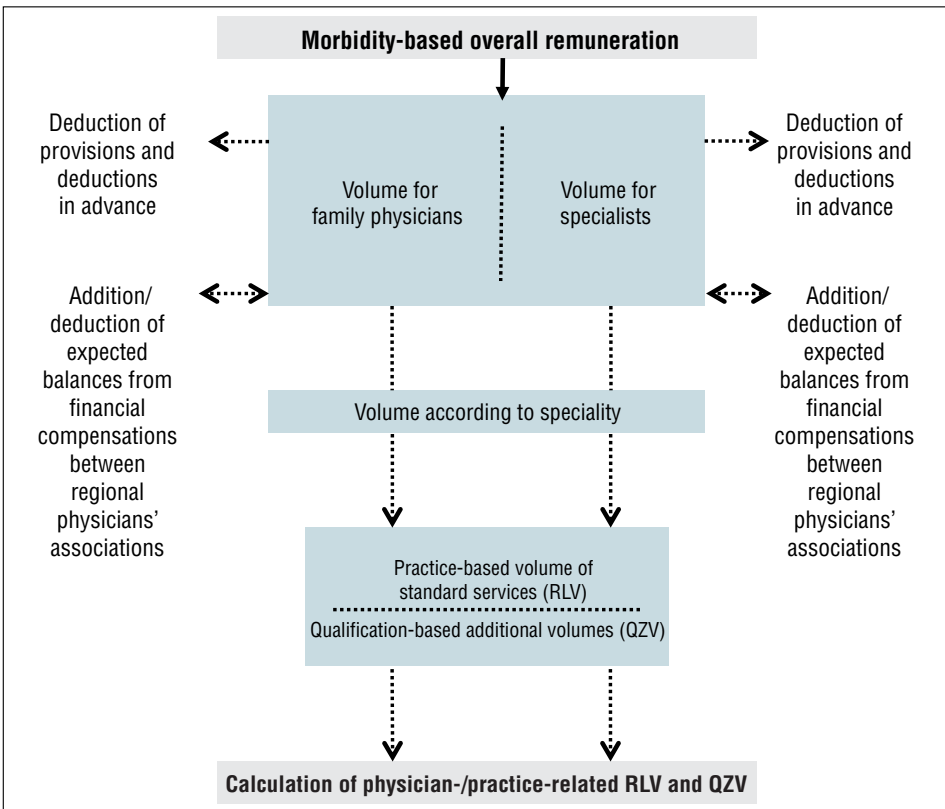 Morbidity-based overall remuneration
Deduction of
provisions and
deductions
in advance
Volume for
family physicians
Volume for
specialists
Deduction of
provisions and
deductions
in advance
Addition/
deduction of
expected
balances from
financial
compensations
between
regional
physicians’
associations
Addition/
deduction of
expected
balances from
financial
compensations
between
regional
physicians’
associations
Volume according to speciality
Practice-based volume of
standard services (RLV)
Qualification-based additional volumes (QZV)
Calculation of physician-/practice-related RLV and QZV